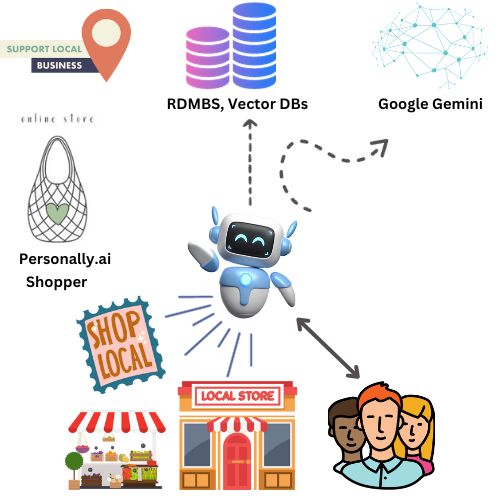 SUPPORT LOCAL
BUSINESS
RDMBS, Vector DBs
Google Gemini
online store
Personally.ai
Shopper
SHOP
LOCAL
LOCAL STORE